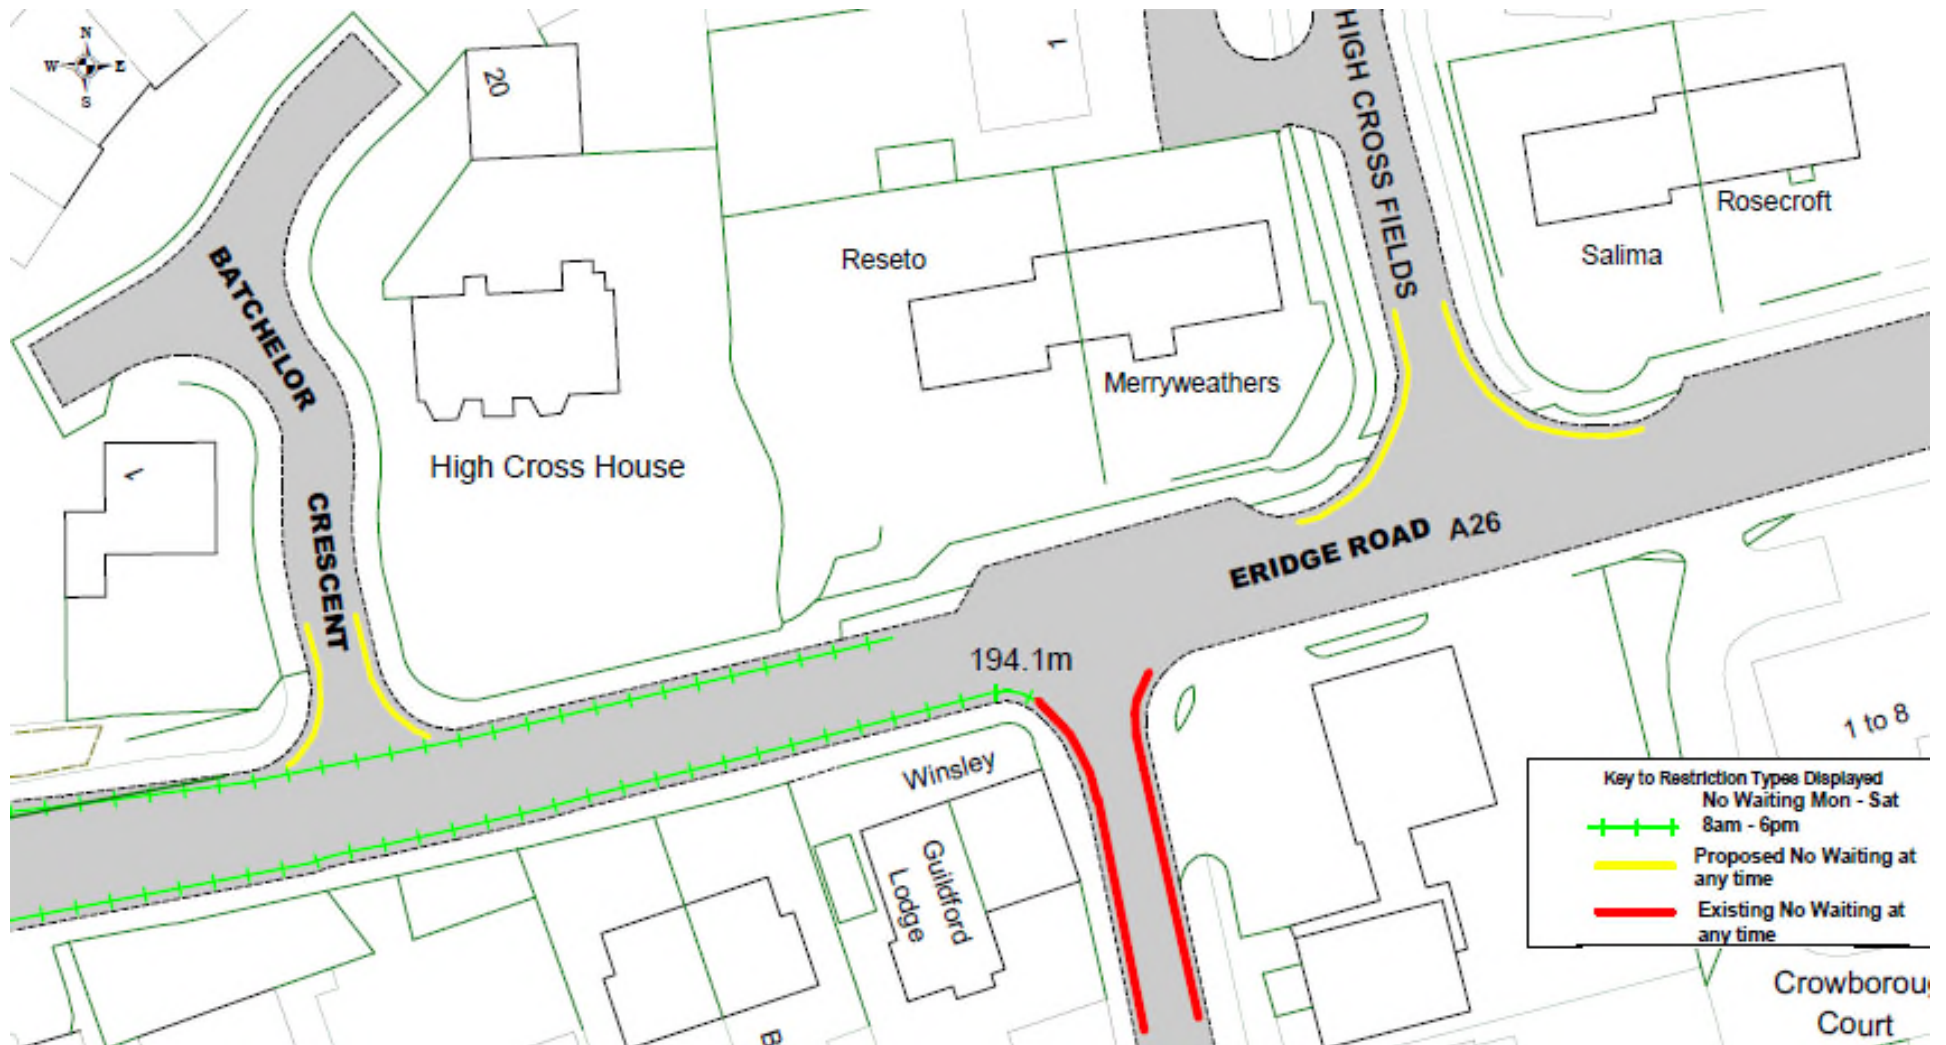 N
W E
S
20
1
HIGH CROSS FIELDS
Rosecroft
Salima
Reseto
BATCHELOR
Merryweathers
High Cross House
1
CRESCENT
ERIDGE ROAD A26
194.1m
1 to 8
Winsley
Guildford
Lodge
Key to Restriction Types Displayed
No Waiting Mon - Sat
8am - 6pm
Proposed No Waiting at
any time
Existing No Waiting at
any time
Crowborou
Court
B